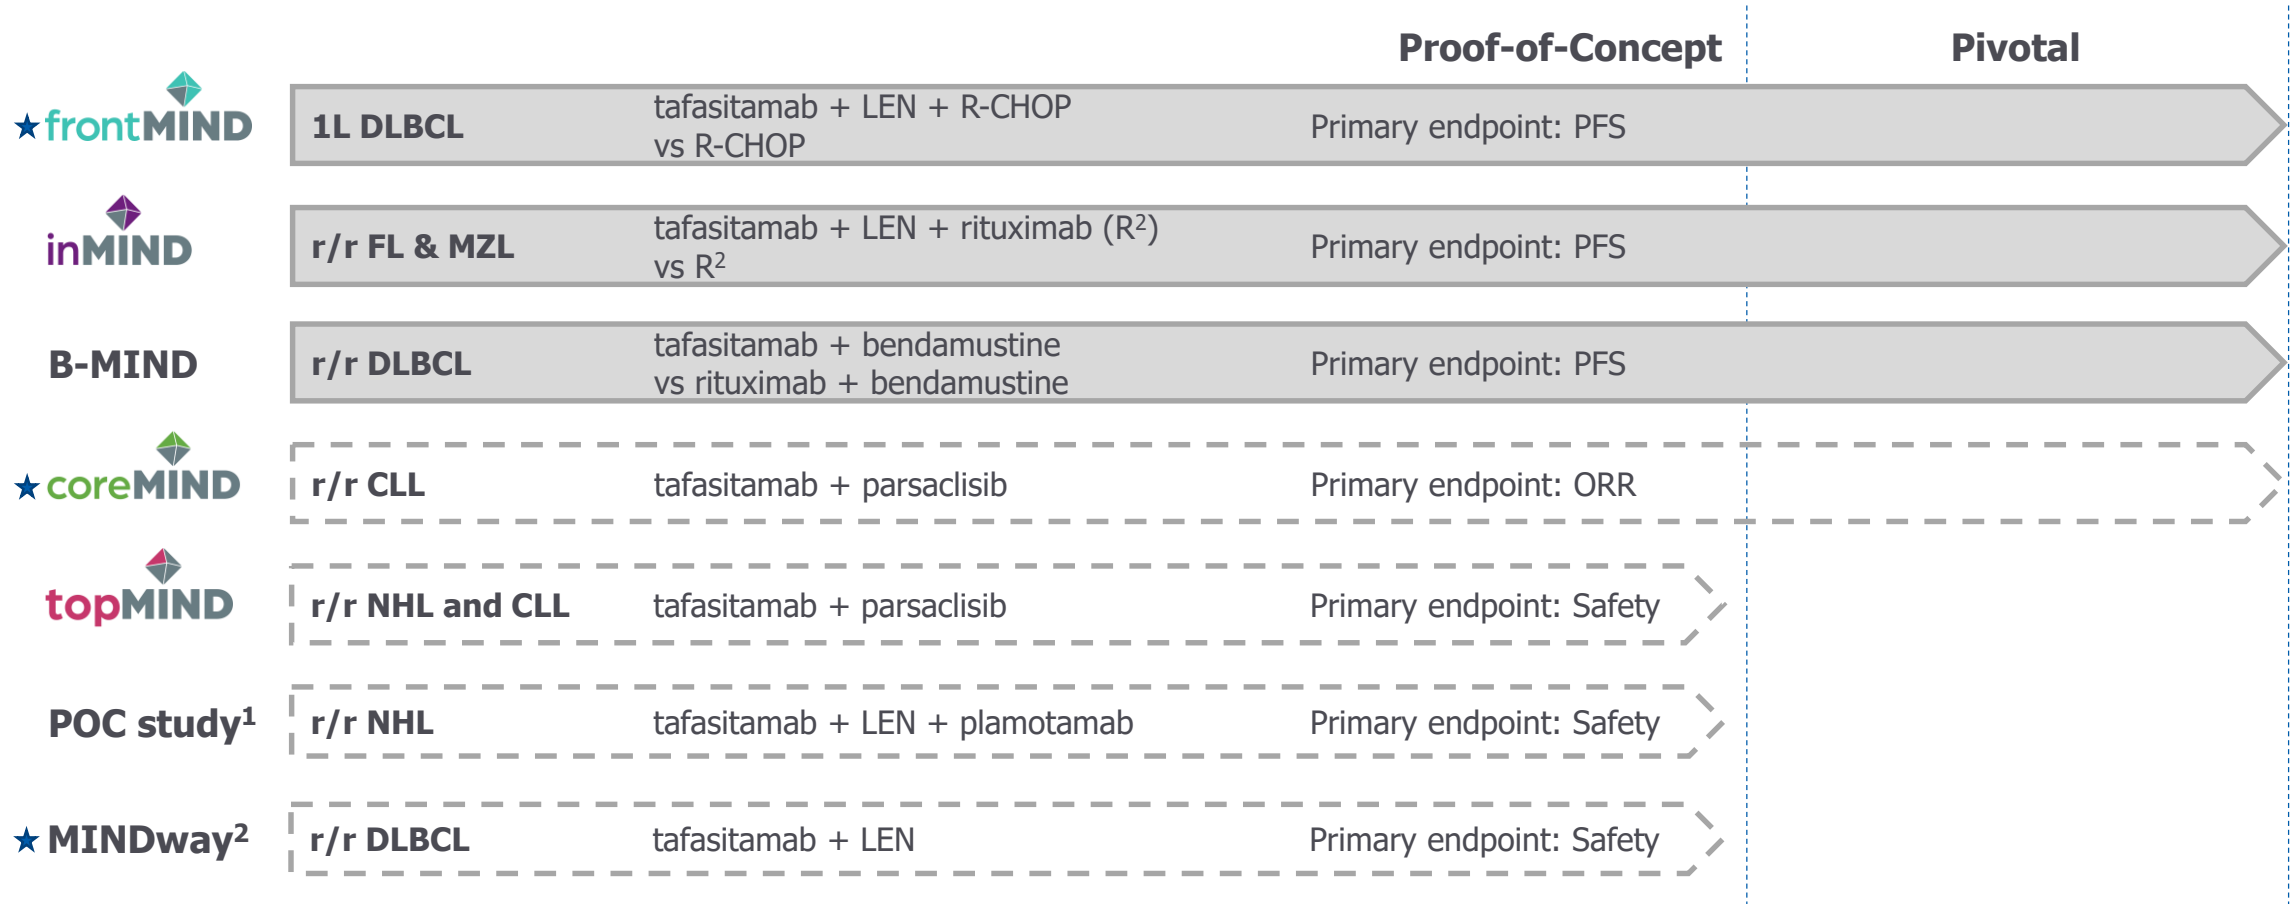 Proof-of-Concept
Pivotal
★ frontMIND
1L DLBCL
tafasitamab + LEN + R-CHOP
vs R-CHOP
Primary endpoint: PFS
inMIND
r/r FL & MZL
tafasitamab + LEN + rituximab (R²)
vs R²
Primary endpoint: PFS
B-MIND
r/r DLBCL
tafasitamab + bendamustine
vs rituximab + bendamustine
Primary endpoint: PFS
★ coreMIND
r/r CLL
tafasitamab + parsaclisib
Primary endpoint: ORR
topMIND
r/r NHL and CLL
tafasitamab + parsaclisib
Primary endpoint: Safety
POC study¹
r/r NHL
tafasitamab + LEN + plamotamab
Primary endpoint: Safety
★ MINDway²
r/r DLBCL
tafasitamab + LEN
Primary endpoint: Safety